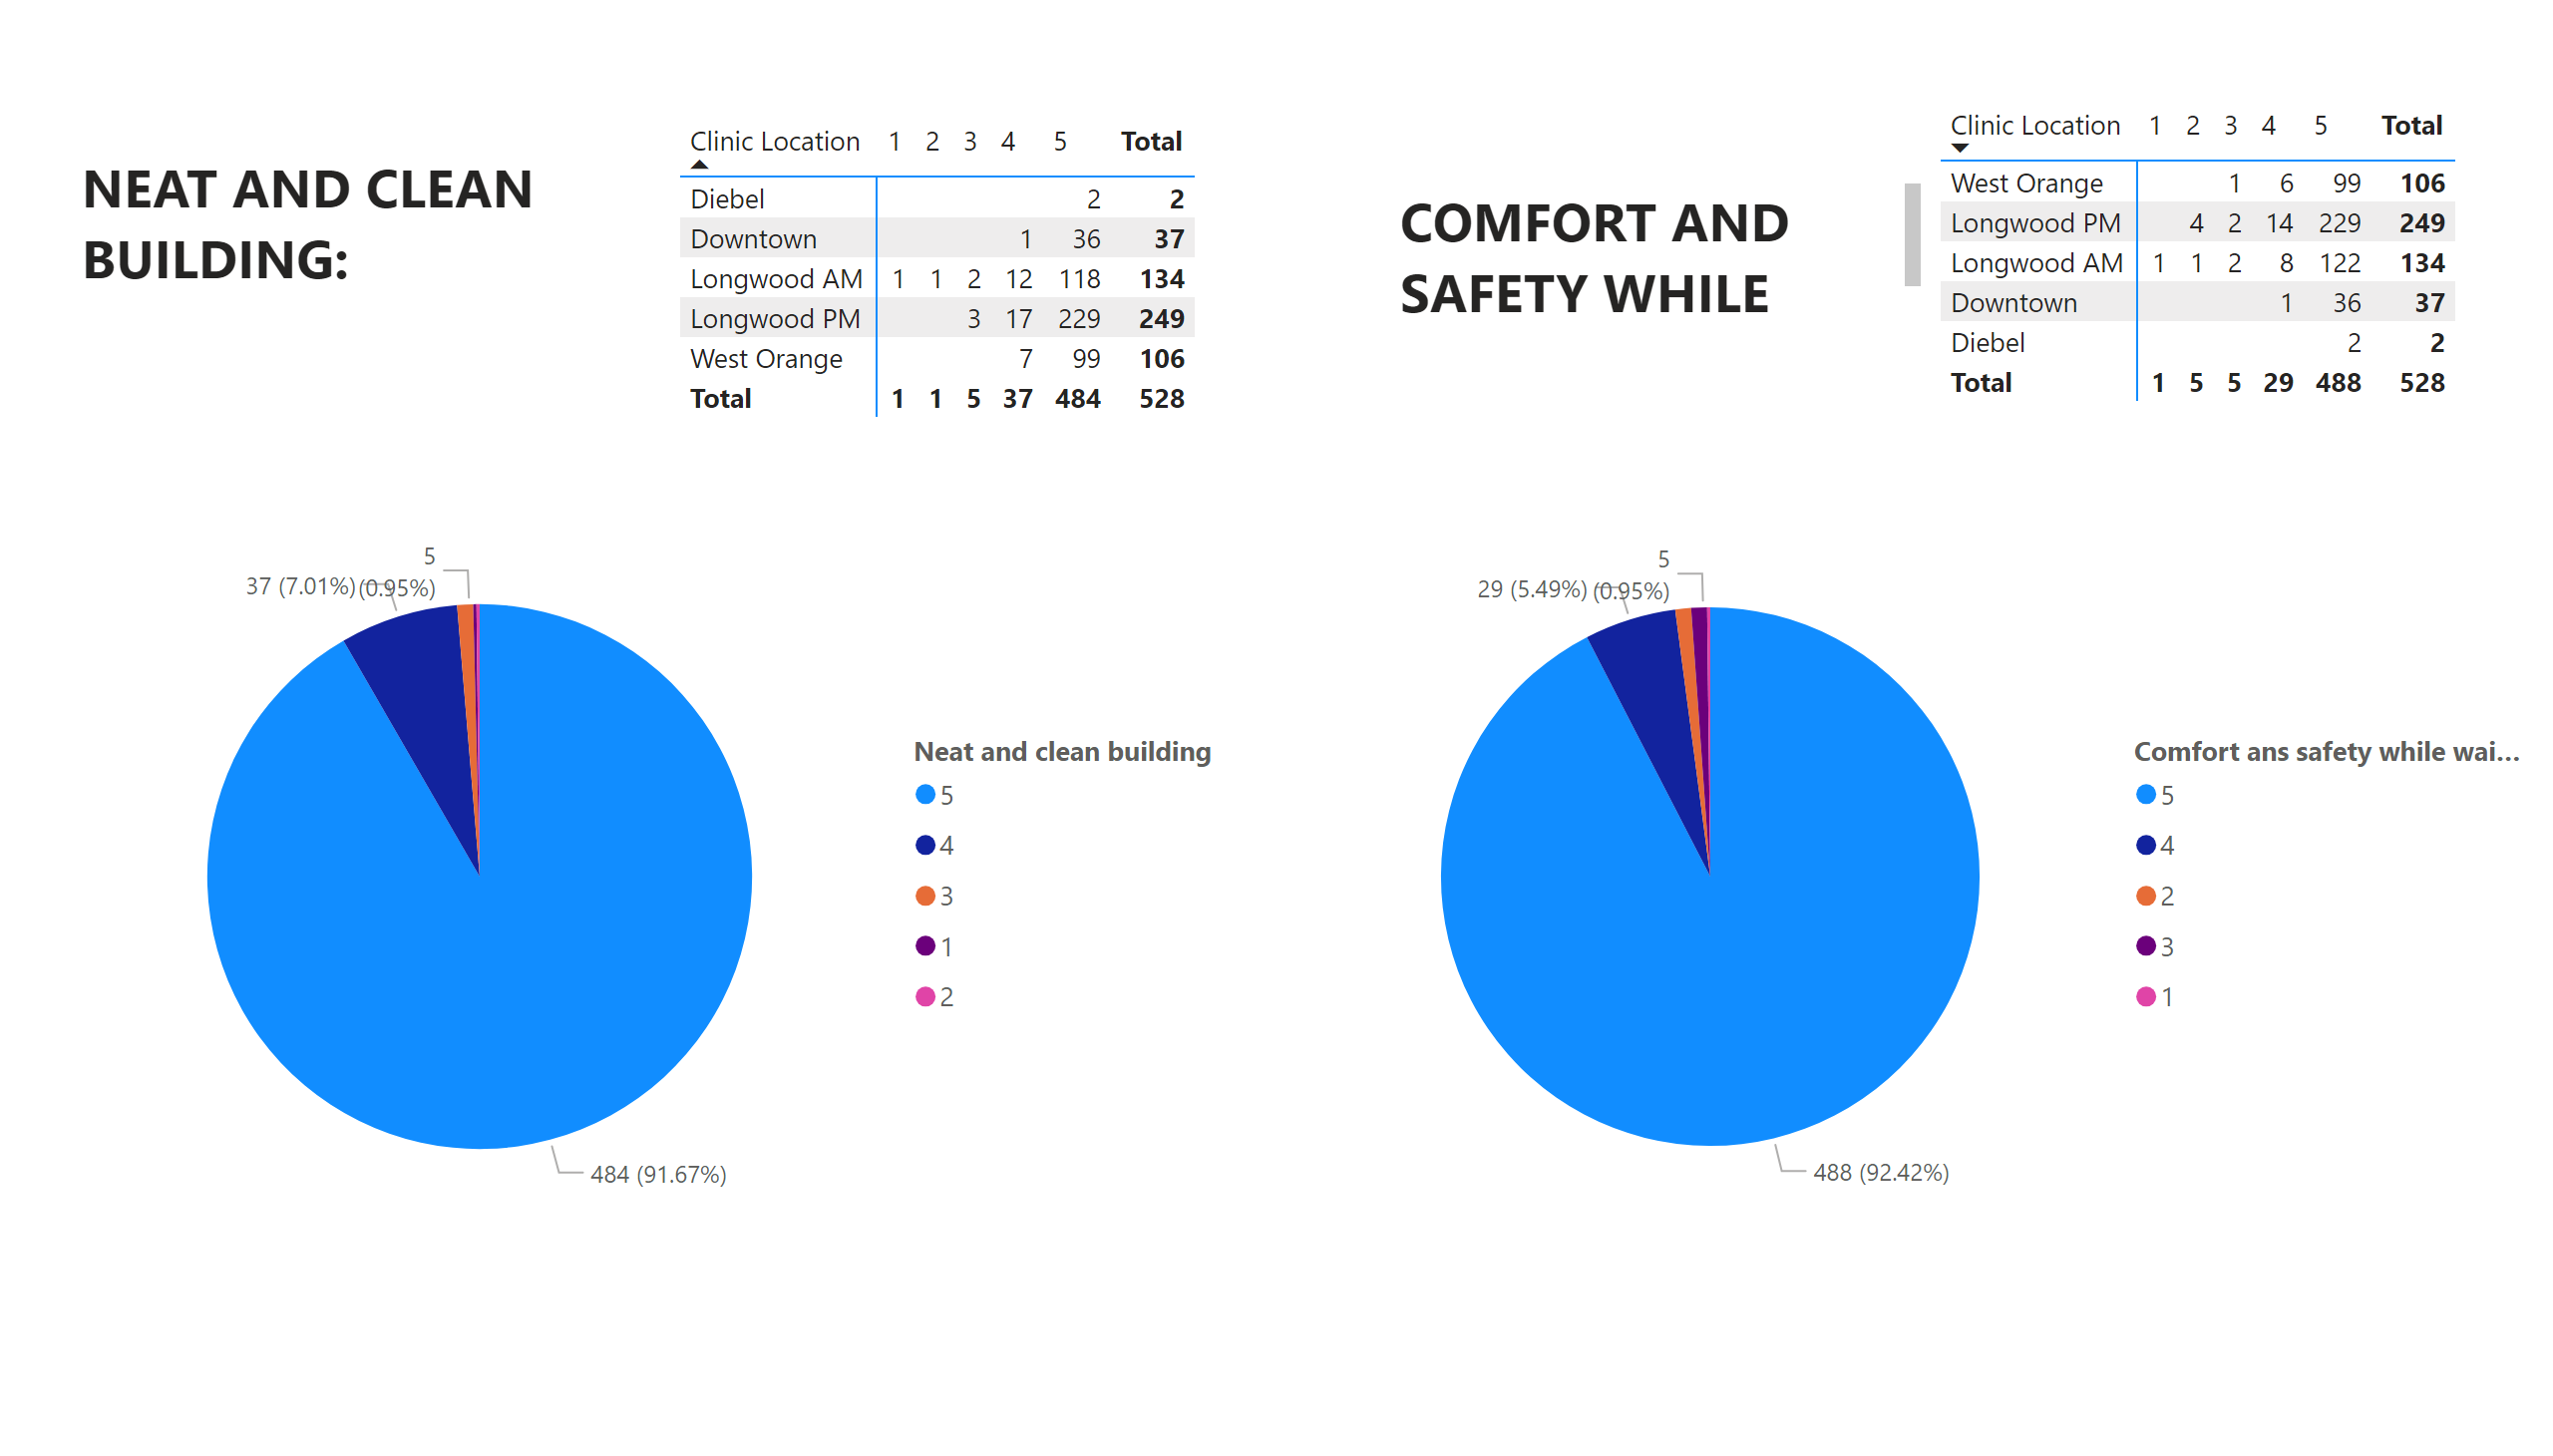 NEAT AND CLEAN
BUILDING:
Clinic Location 1 2 3 4 5 Total
Diebel 2 2
Downtown 1 36 37
Longwood AM 1 1 2 12 118 134
Longwood PM 3 17 229 249
West Orange 7 99 106
Total 1 1 5 37 484 528
COMFORT AND
SAFETY WHILE
Clinic Location 1 2 3 4 5 Total
West Orange 1 6 99 106
Longwood PM 4 2 14 229 249
Longwood AM 1 1 2 8 122 134
Downtown 1 36 37
Diebel 2 2
Total 1 5 5 29 488 528
5
37 (7.01%) (0.95%)
484 (91.67%)
Neat and clean building
5
4
3
1
2
5
29 (5.49%) (0.95%)
488 (92.42%)
Comfort ans safety while wai...
5
4
2
3
1